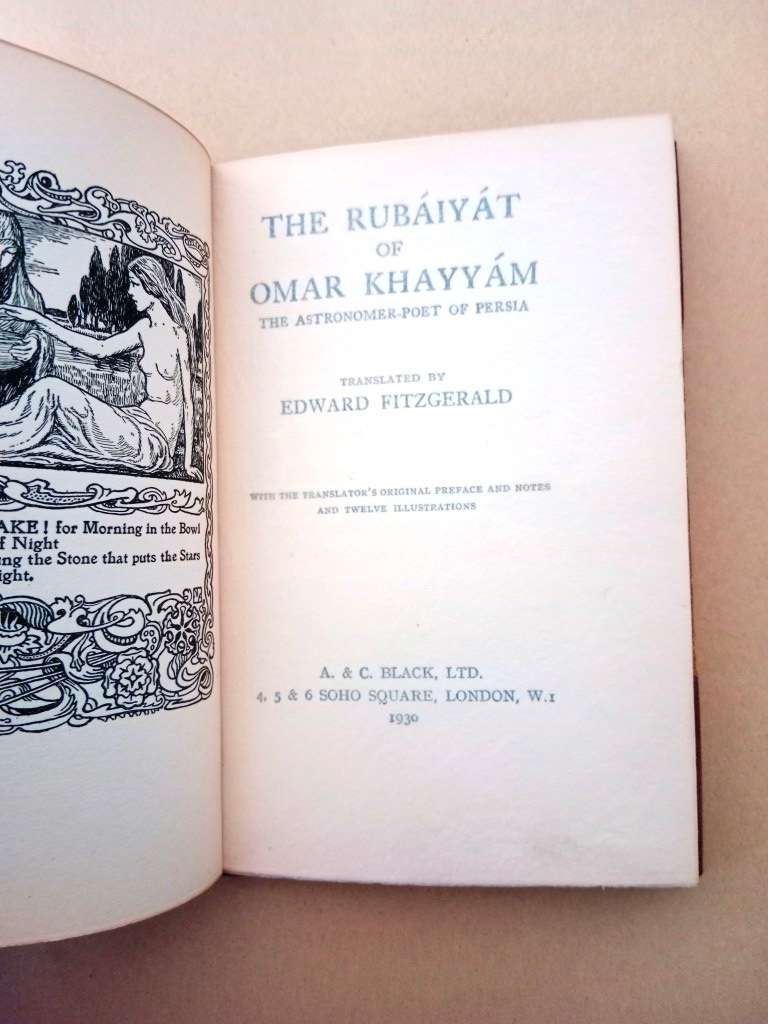 AKE! for Morning in the Bowl
f Night
ng the Stone that puts the Stars
ight.
THE RUBÁIYÁT
OF
OMAR KHAYYÁM
THE ASTRONOMER-POET OF PERSIA
TRANSLATED BY
EDWARD FITZGERALD
WITH THE TRANSLATOR'S ORIGINAL PREFACE AND NOTES
AND TWELVE ILLUSTRATIONS
A. & C. BLACK, LTD.
4, 5 & 6 SOHO SQUARE, LONDON, W.1
1930